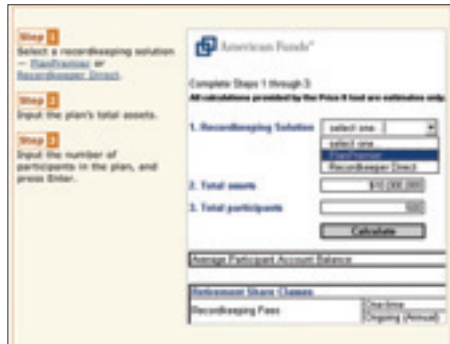 Step 1
Select a recordkeeping solution
— PlanPremier or
Recordkeeper Direct.
Step 2
Input the plan's total assets.
Step 3
Input the number of
participants in the plan, and
press Enter.
American Funds®
Complete Steps 1 through 3:
All calculations provided by the Price It tool are estimates only
1. Recordkeeping Solution
select one...
select one...
PlanPremier
Recordkeeper Direct
2. Total assets
$10,000,000
3. Total participants
500
Calculate
Average Participant Account Balance
Retirement Share Classes
Recordkeeping Fees
One-time
Ongoing (Annual)